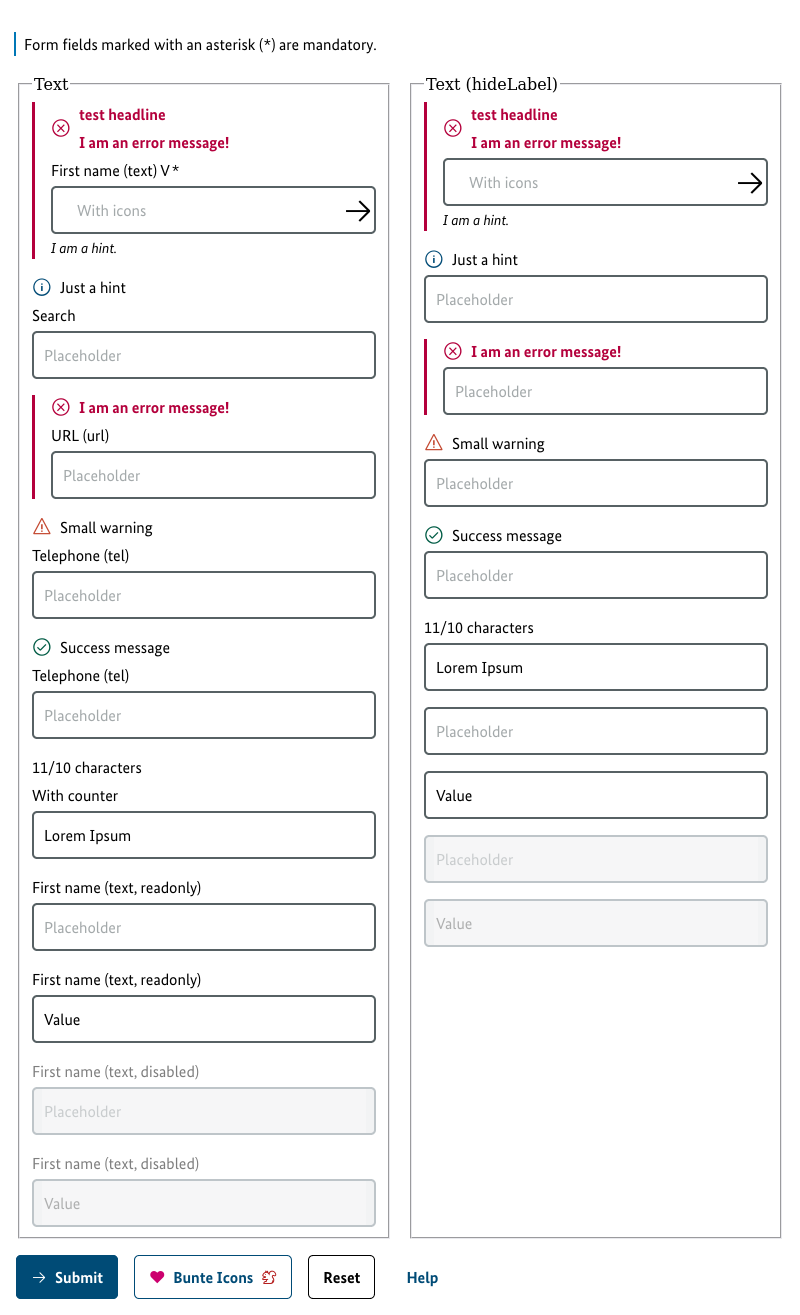 Form fields marked with an asterisk (*) are mandatory.
Text
test headline
I am an error message!
First name (text) V*
With icons
I am a hint.
Just a hint
Search
Placeholder
I am an error message!
URL (url)
Placeholder
Small warning
Telephone (tel)
Placeholder
Success message
Telephone (tel)
Placeholder
11/10 characters
With counter
Lorem Ipsum
First name (text, readonly)
Placeholder
First name (text, readonly)
Value
First name (text, disabled)
Placeholder
First name (text, disabled)
Value
Text (hideLabel)
test headline
I am an error message!
With icons
I am a hint.
Just a hint
Placeholder
I am an error message!
Placeholder
Small warning
Placeholder
Success message
Placeholder
11/10 characters
Lorem Ipsum
Placeholder
Value
Placeholder
Value
Submit
Bunte Icons
Reset
Help